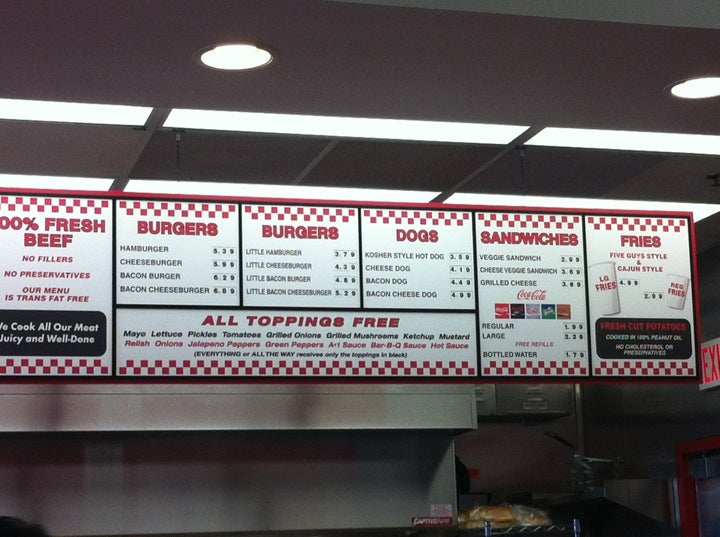 00% FRESH
BEEF
NO FILLERS
NO PRESERVATIVES
OUR MENU
IS TRANS FAT FREE
e Cook All Our Meat
Juicy and Well-Done
BURGERS
HAMBURGER 5.39
CHEESEBURGER 5.99
BACON BURGER 6.29
BACON CHEESEBURGER 6.89
BURGERS
LITTLE HAMBURGER 3.79
LITTLE CHEESEBURGER 4.39
LITTLE BACON BURGER 4.69
LITTLE BACON CHEESEBURGER 5.29
DOGS
KOSHER STYLE HOT DOG 3.59
CHEESE DOG 4.19
BACON DOG 4.49
BACON CHEESE DOG 4.99
ALL TOPPINGS FREE
Mayo Lettuce Pickles Tomatoes Grilled Onions Grilled Mushrooms Ketchup Mustard
Relish Onions Jalapeno Peppers Green Peppers A•1 Sauce Bar-B-Q Sauce Hot Sauce
(EVERYTHING or ALL THE WAY receives only the toppings in black)
SANDWICHES
VEGGIE SANDWICH 2.99
CHEESE VEGGIE SANDWICH 3.69
GRILLED CHEESE 3.69
Coca-Cola
REGULAR 1.99
LARGE 2.29
FREE REFILLS
BOTTLED WATER 1.79
FRIES
FIVE GUYS STYLE
&
CAJUN STYLE
LG FRIES 4.99
2.99 REG FRIES
FRESH CUT POTATOES
COOKED IN 100% PEANUT OIL
NO CHOLESTEROL OR
PRESERVATIVES
EX
CAPTIVEAIRE